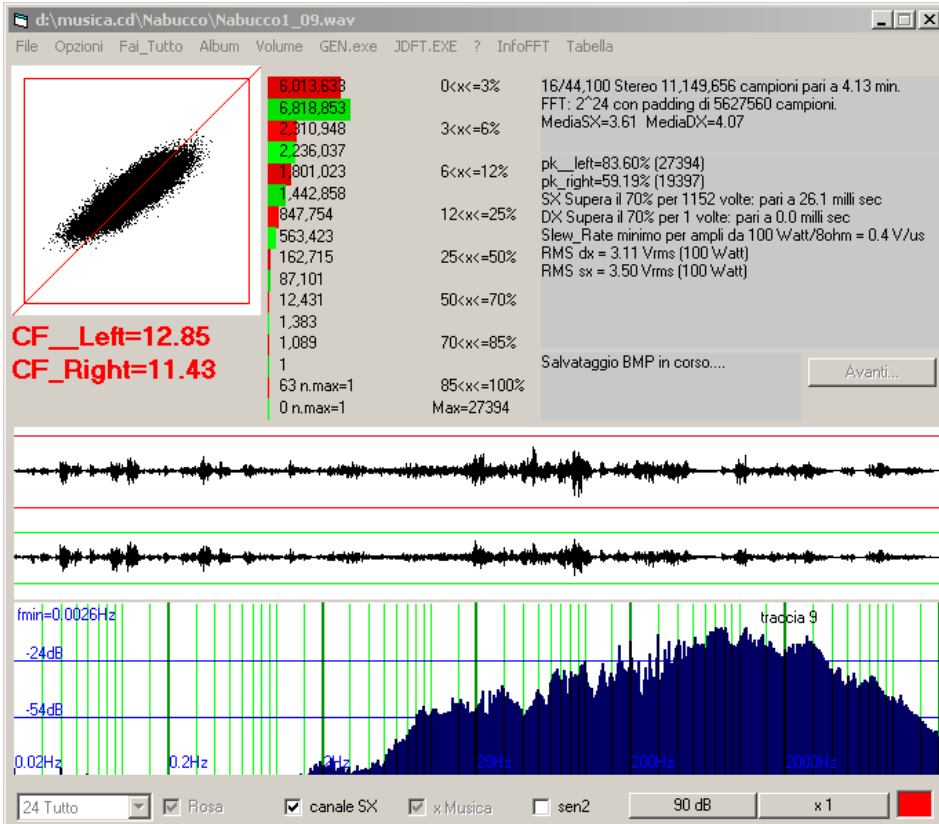 d:\musica.cd\Nabucco\Nabucco1_09.wav
File Opzioni Fai_Tutto Album Volume GEN.exe JDFT.EXE ? InfoFFT Tabella
6,013,633 0<x<=3%
6,818,853
2,310,948 3<x<=6%
2,236,037
1,801,023 6<x<=12%
1,442,858
847,754 12<x<=25%
563,423
162,715 25<x<=50%
87,101
12,431 50<x<=70%
1,383
1,089 70<x<=85%
1
63 n.max=1 85<x<=100%
0 n.max=1 Max=27394
16/44,100 Stereo 11,149,656 campioni pari a 4.13 min.
FFT: 2^24 con padding di 5627560 campioni.
MediaSX=3.61 MediaDX=4.07
pk__left=83.60% (27394)
pk_right=59.19% (19397)
SX Supera il 70% per 1152 volte: pari a 26.1 milli sec
DX Supera il 70% per 1 volte: pari a 0.0 milli sec
Slew_Rate minimo per ampli da 100 Watt/8ohm = 0.4 V/us
RMS dx = 3.11 Vrms (100 Watt)
RMS sx = 3.50 Vrms (100 Watt)
CF__Left=12.85
CF_Right=11.43
Salvataggio BMP in corso....
Avanti...
fmin=0.0026Hz
traccia 9
-24dB
-54dB
0.02Hz 0.2Hz 2Hz 20Hz 200Hz 2000Hz
24 Tutto Rosa canale SX x Musica sen2 90 dB x 1